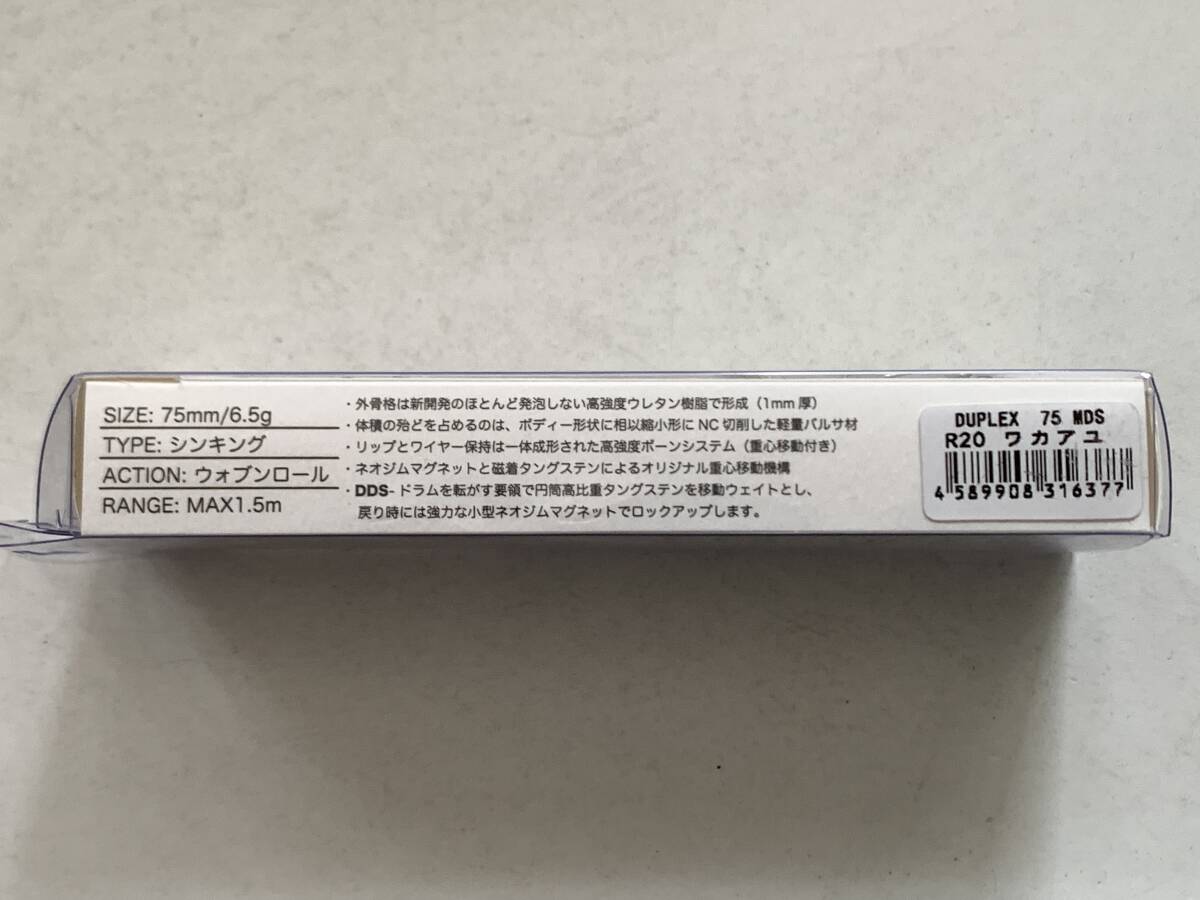 SIZE: 75mm/6.5g
TYPE: シンキング
ACTION: ウォブンロール
RANGE: MAX1.5m
・外骨格は新開発のほとんど発泡しない高強度ウレタン樹脂で形成（1mm厚）
・体積の殆どを占めるのは、ボディー形状に相以縮小形に NC 切削した軽量バルサ材
・リップとワイヤー保持は一体成形された高強度ボーンシステム（重心移動付き）
・ネオジムマグネットと磁着タングステンによるオリジナル重心移動機構
・DDS- ドラムを転がす要領で円筒高比重タングステンを移動ウェイトとし、
戻り時には強力な小型ネオジムマグネットでロックアップします。
DUPLEX 75 MDS
R20 ワカアユ
4 589908 316377